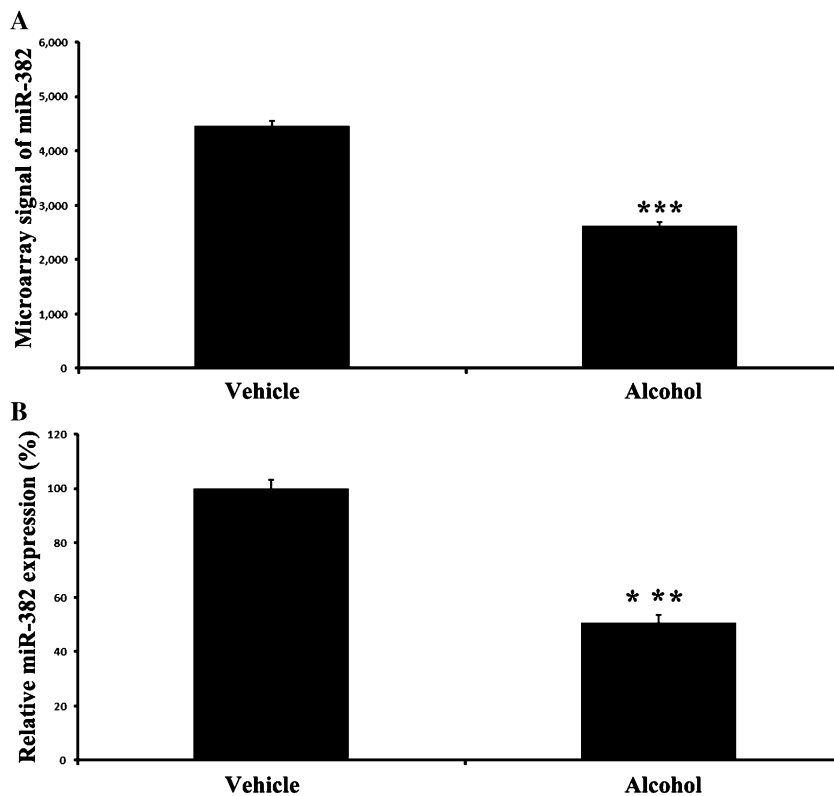 A
Microarray signal of miR-382
6,000
5,000
4,000
3,000
2,000
1,000
0
***
Vehicle
Alcohol
B
Relative miR-382 expression (%)
120
100
80
60
40
20
0
* **
Vehicle
Alcohol